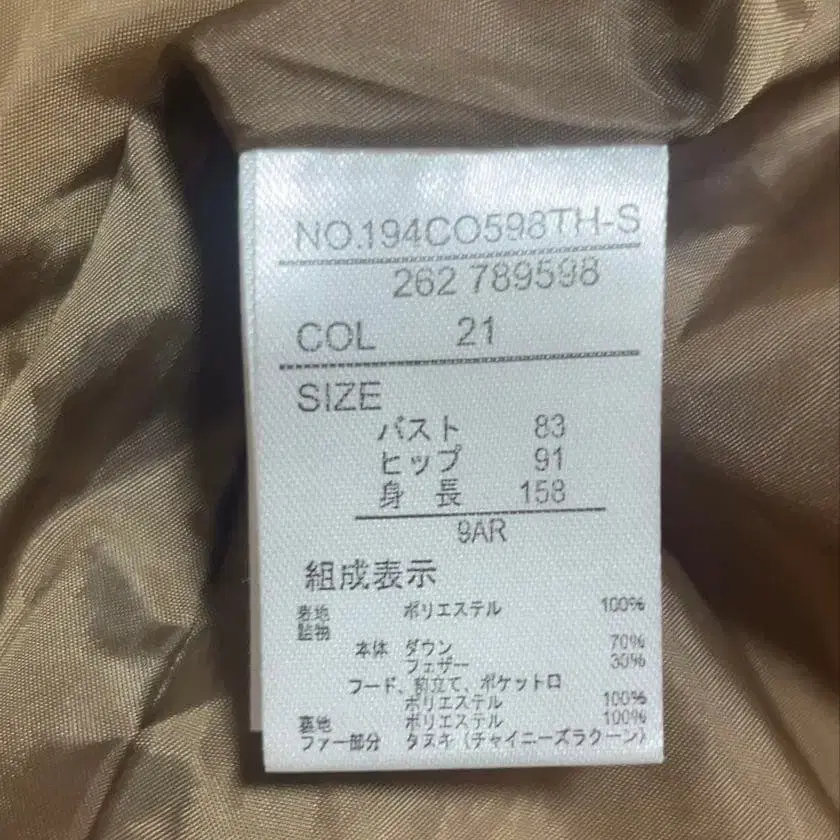 NO.194CO598TH-S
262 789598
COL 21
SIZE
バスト 83
ヒップ 91
身 長 158
9AR
組成表示
表地 ポリエステル 100%
詰物
本体 ダウン 70%
フェザー 30%
フード、前立て、ポケット口
ポリエステル 100%
裏地 ポリエステル 100%
ファー部分 タヌキ (チャイニーズラクーン)